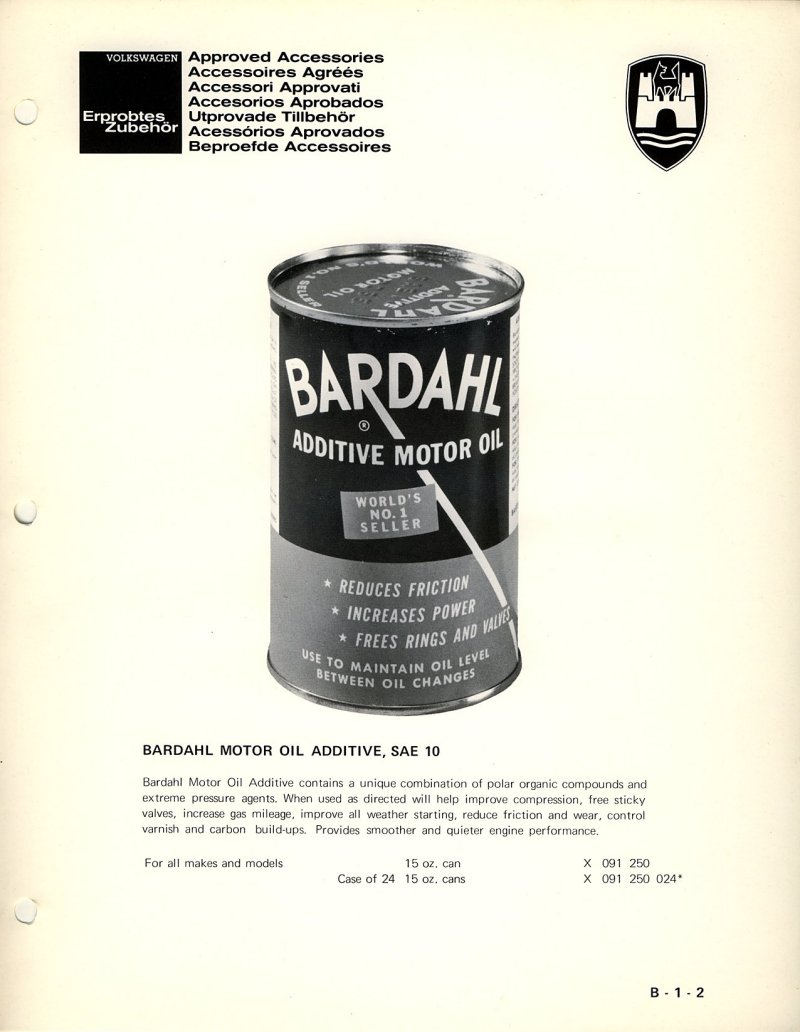 VOLKSWAGEN
Erprobtes
Zubehör
Approved Accessories
Accessoires Agréés
Accessori Approvati
Accesorios Aprobados
Utprovade Tillbehör
Acessórios Aprovados
Beproefde Accessoires
BARDAHL
ADDITIVE
MOTOR OIL
WORLD'S NO.1 SELLER
BARDAHL
®
ADDITIVE MOTOR OIL
WORLD'S
NO. 1
SELLER
★ REDUCES FRICTION
★ INCREASES POWER
★ FREES RINGS AND VALVES
USE TO MAINTAIN OIL LEVEL
BETWEEN OIL CHANGES
BARDAHL MOTOR OIL ADDITIVE, SAE 10
Bardahl Motor Oil Additive contains a unique combination of polar organic compounds and
extreme pressure agents. When used as directed will help improve compression, free sticky
valves, increase gas mileage, improve all weather starting, reduce friction and wear, control
varnish and carbon build-ups. Provides smoother and quieter engine performance.
For all makes and models 15 oz. can X 091 250
Case of 24 15 oz. cans X 091 250 024*
B - 1 - 2